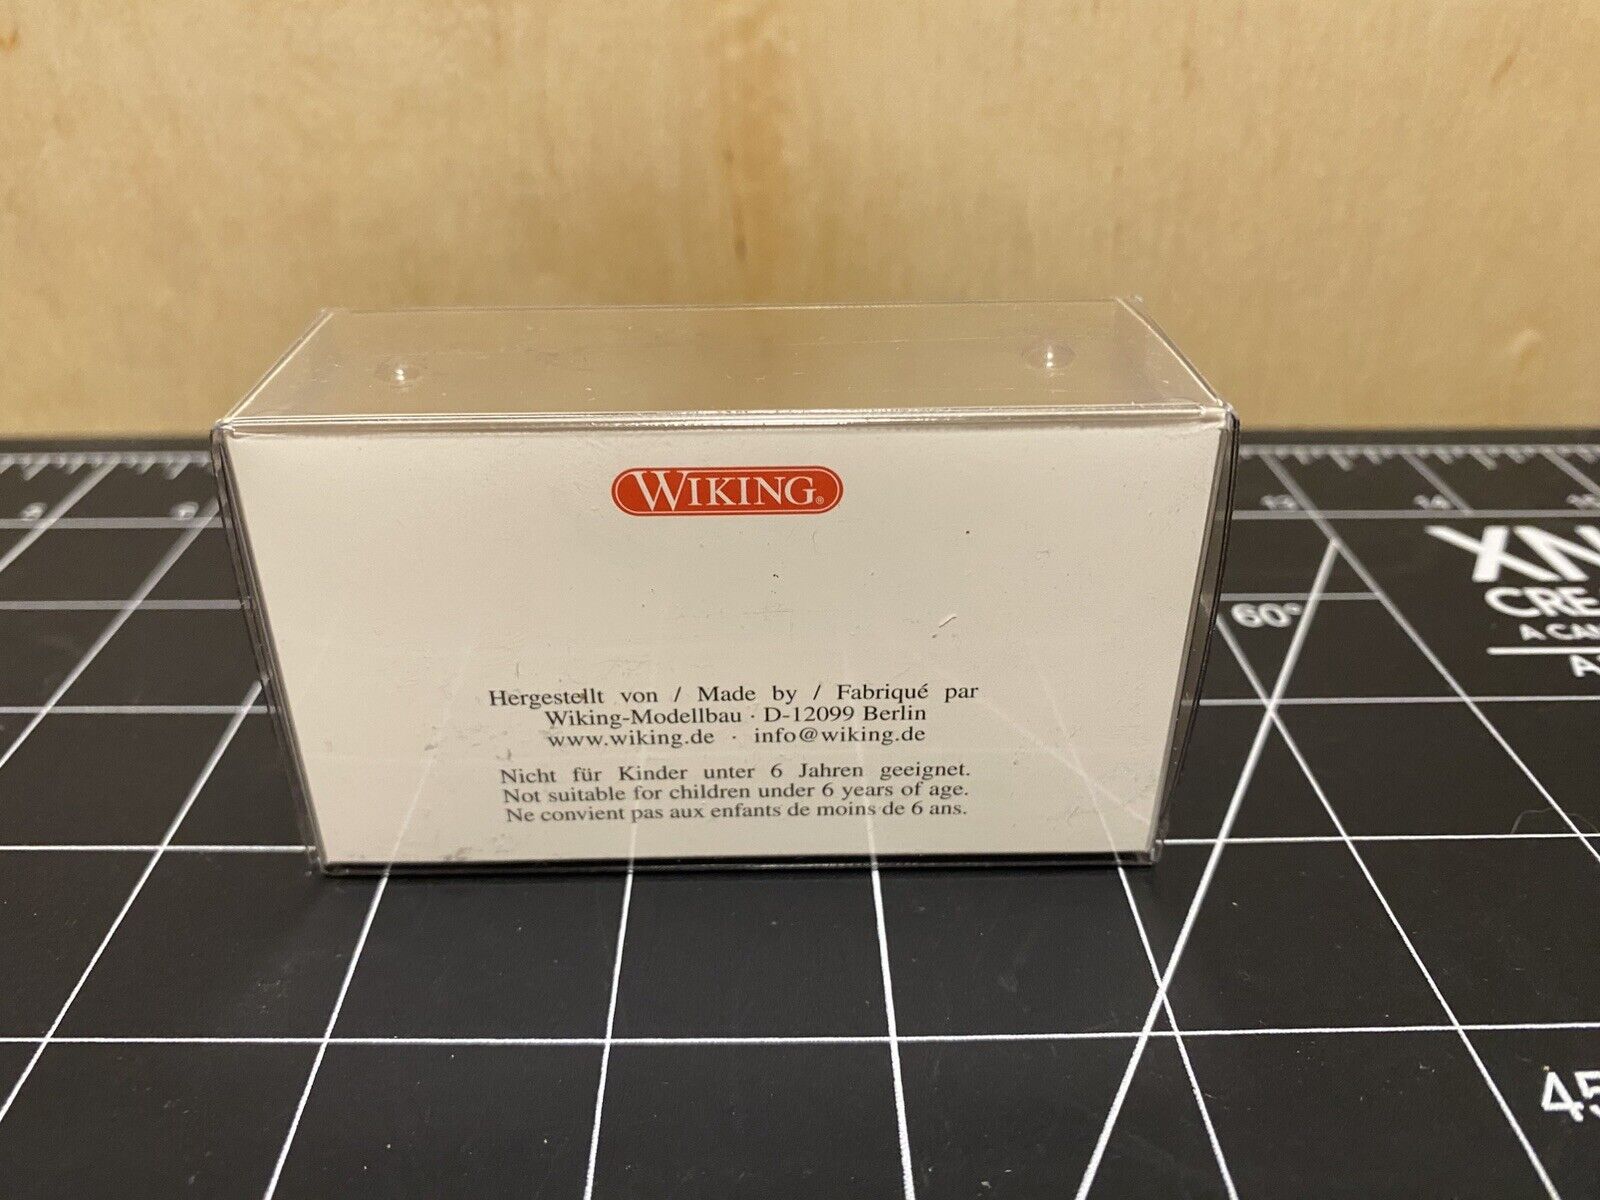 WIKING®
Hergestellt von / Made by / Fabriqué par
Wiking-Modellbau · D-12099 Berlin
www.wiking.de · info@wiking.de
Nicht für Kinder unter 6 Jahren geeignet.
Not suitable for children under 6 years of age.
Ne convient pas aux enfants de moins de 6 ans.
60°
45